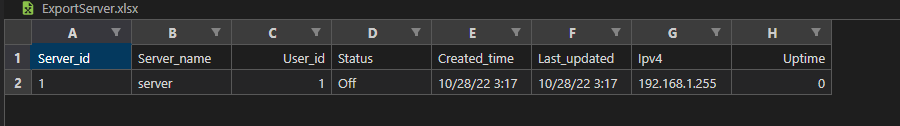 ExportServer.xlsx
A B C D E F G H
1 Server_id Server_name User_id Status Created_time Last_updated Ipv4 Uptime
2 1 server 1 Off 10/28/22 3:17 10/28/22 3:17 192.168.1.255 0